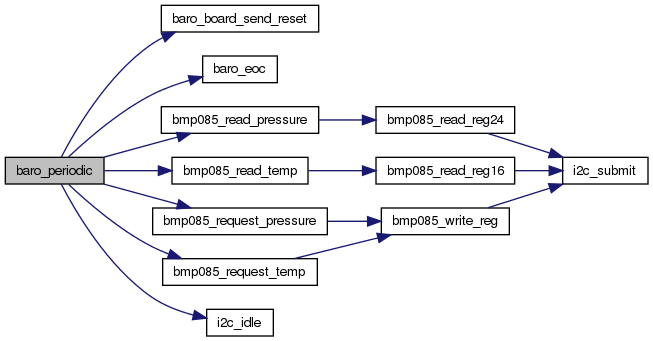 baro_board_send_reset
baro_eoc
bmp085_read_pressure
bmp085_read_reg24
baro_periodic
bmp085_read_temp
bmp085_read_reg16
i2c_submit
bmp085_request_pressure
bmp085_write_reg
bmp085_request_temp
i2c_idle